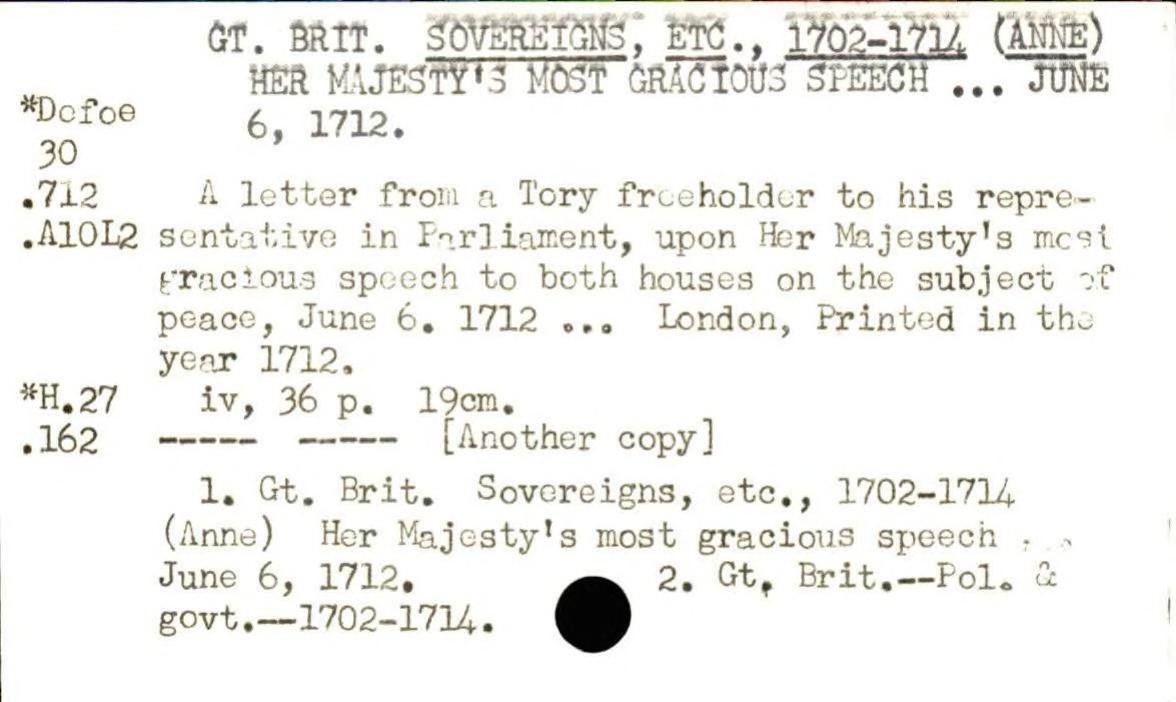 GT. BRIT. SOVEREIGNS, ETC., 1702-1714 (ANNE)
HER MAJESTY'S MOST GRACIOUS SPEECH ... JUNE
6, 1712.
*Defoe
30
.712 A letter from a Tory freeholder to his repre-
.A10L2 sentative in Parliament, upon Her Majesty's most
gracious speech to both houses on the subject of
peace, June 6. 1712 ... London, Printed in the
year 1712.
*H.27 iv, 36 p. 19cm.
.162 ----- ----- [Another copy]
1. Gt. Brit. Sovereigns, etc., 1702-1714
(Anne) Her Majesty's most gracious speech ...
June 6, 1712. 2. Gt. Brit.--Pol. &
govt.--1702-1714.